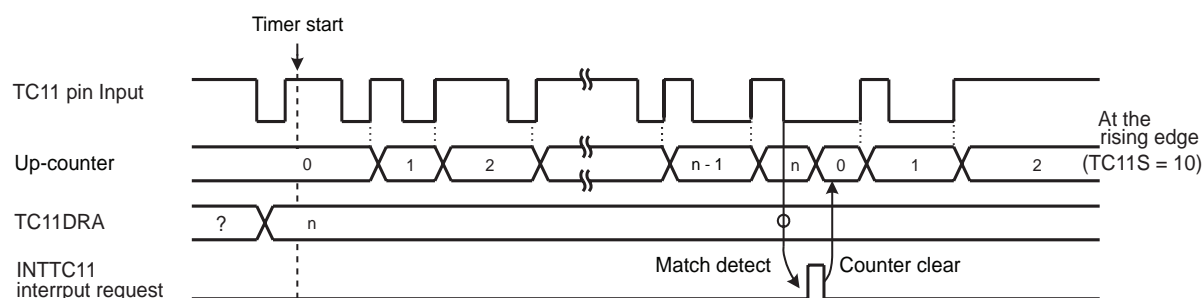 Timer start
TC11 pin Input
At the
rising edge
(TC11S = 10)
Up-counter
0
1
2
n - 1
n
0
1
2
TC11DRA
?
n
INTTC11
interrput request
Match detect
Counter clear